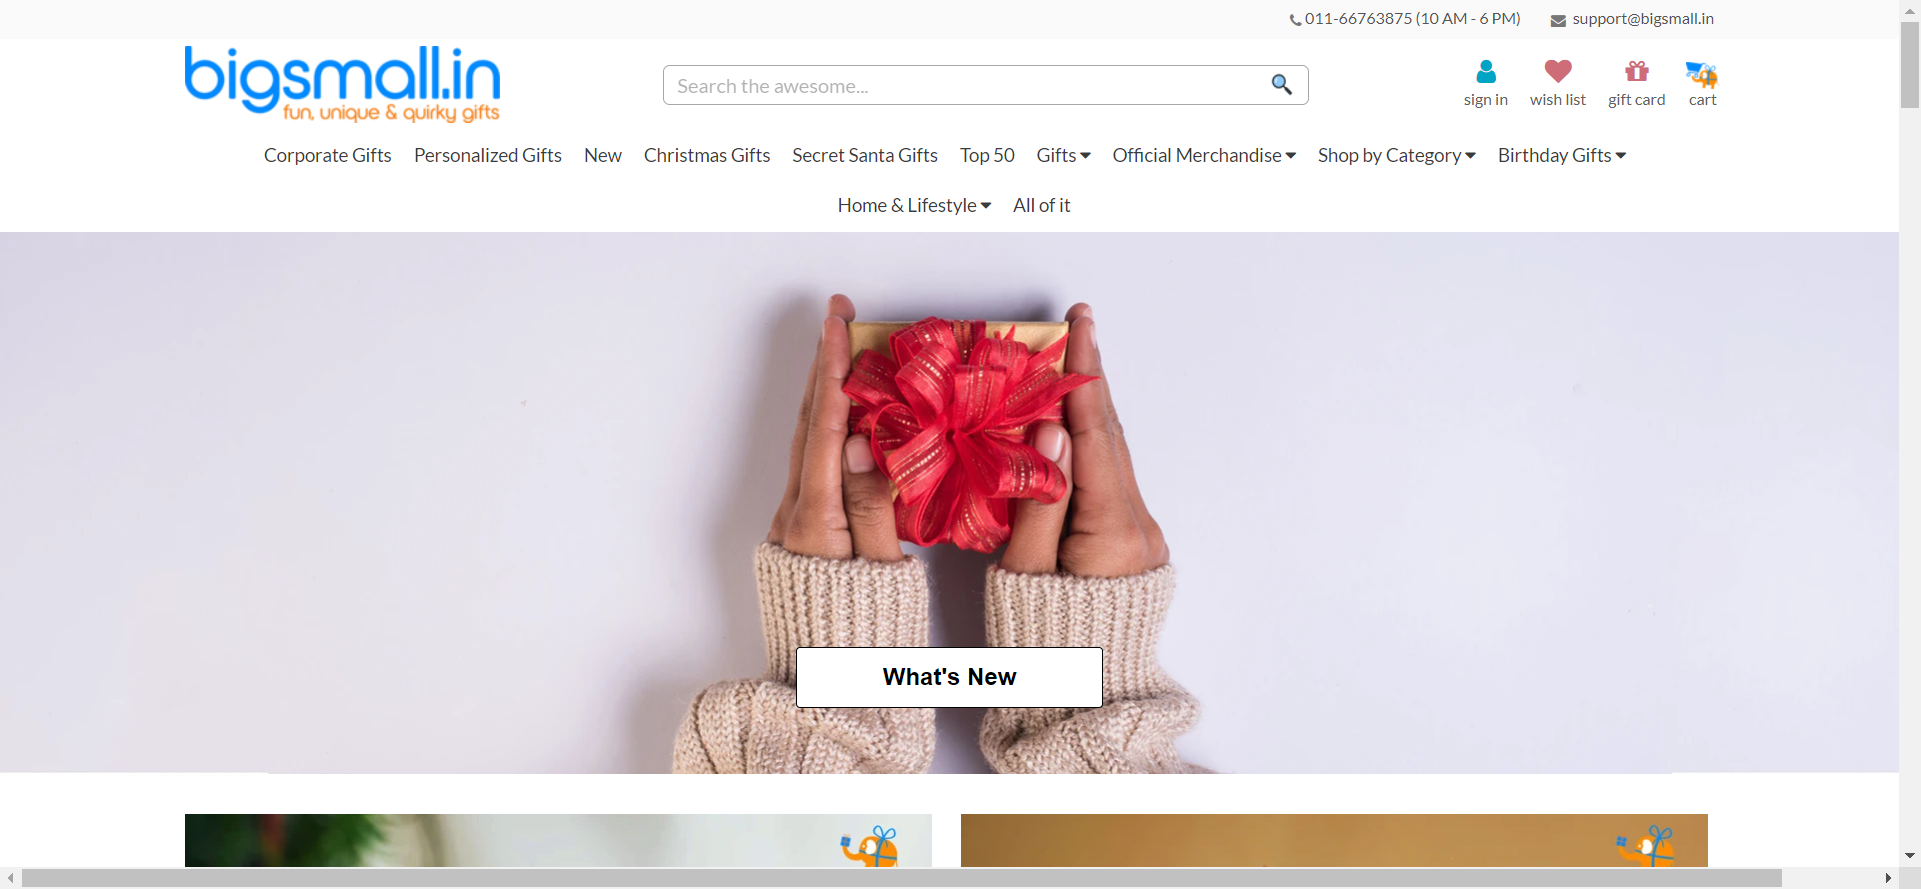 011-66763875 (10 AM - 6 PM) support@bigsmall.in
bigsmall.in
fun, unique & quirky gifts
Search the awesome...
sign in wish list gift card cart
Corporate Gifts Personalized Gifts New Christmas Gifts Secret Santa Gifts Top 50 Gifts Official Merchandise Shop by Category Birthday Gifts
Home & Lifestyle All of it
What's New